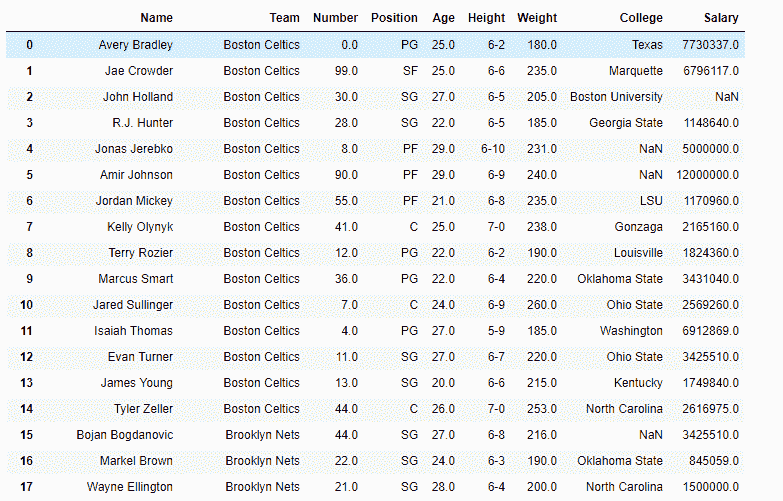 Name Team Number Position Age Height Weight College Salary
0 Avery Bradley Boston Celtics 0.0 PG 25.0 6-2 180.0 Texas 7730337.0
1 Jae Crowder Boston Celtics 99.0 SF 25.0 6-6 235.0 Marquette 6796117.0
2 John Holland Boston Celtics 30.0 SG 27.0 6-5 205.0 Boston University NaN
3 R.J. Hunter Boston Celtics 28.0 SG 22.0 6-5 185.0 Georgia State 1148640.0
4 Jonas Jerebko Boston Celtics 8.0 PF 29.0 6-10 231.0 NaN 5000000.0
5 Amir Johnson Boston Celtics 90.0 PF 29.0 6-9 240.0 NaN 12000000.0
6 Jordan Mickey Boston Celtics 55.0 PF 21.0 6-8 235.0 LSU 1170960.0
7 Kelly Olynyk Boston Celtics 41.0 C 25.0 7-0 238.0 Gonzaga 2165160.0
8 Terry Rozier Boston Celtics 12.0 PG 22.0 6-2 190.0 Louisville 1824360.0
9 Marcus Smart Boston Celtics 36.0 PG 22.0 6-4 220.0 Oklahoma State 3431040.0
10 Jared Sullinger Boston Celtics 7.0 C 24.0 6-9 260.0 Ohio State 2569260.0
11 Isaiah Thomas Boston Celtics 4.0 PG 27.0 5-9 185.0 Washington 6912869.0
12 Evan Turner Boston Celtics 11.0 SG 27.0 6-7 220.0 Ohio State 3425510.0
13 James Young Boston Celtics 13.0 SG 20.0 6-6 215.0 Kentucky 1749840.0
14 Tyler Zeller Boston Celtics 44.0 C 26.0 7-0 253.0 North Carolina 2616975.0
15 Bojan Bogdanovic Brooklyn Nets 44.0 SG 27.0 6-8 216.0 NaN 3425510.0
16 Markel Brown Brooklyn Nets 22.0 SG 24.0 6-3 190.0 Oklahoma State 845059.0
17 Wayne Ellington Brooklyn Nets 21.0 SG 28.0 6-4 200.0 North Carolina 1500000.0